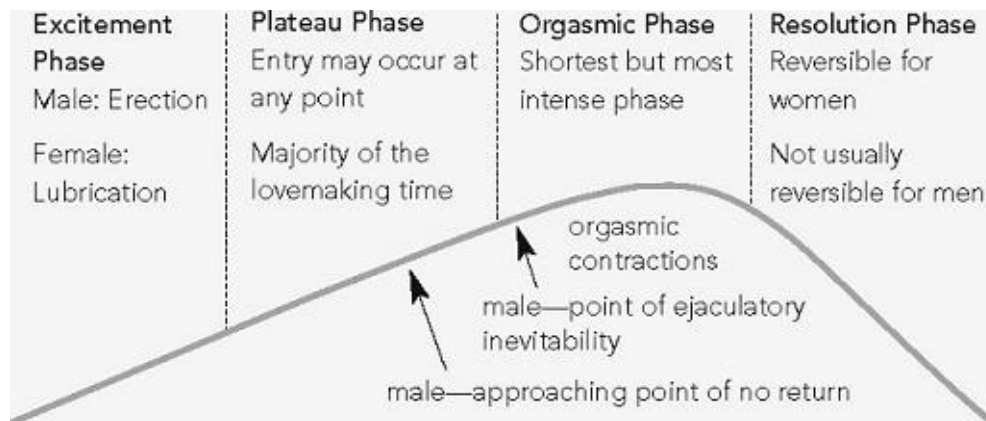 Excitement
Phase
Male: Erection
Female:
Lubrication
Plateau Phase
Entry may occur at
any point
Majority of the
lovemaking time
Orgasmic Phase
Shortest but most
intense phase
Resolution Phase
Reversible for
women
Not usually
reversible for men
orgasmic
contractions
male—point of ejaculatory
inevitability
male—approaching point of no return